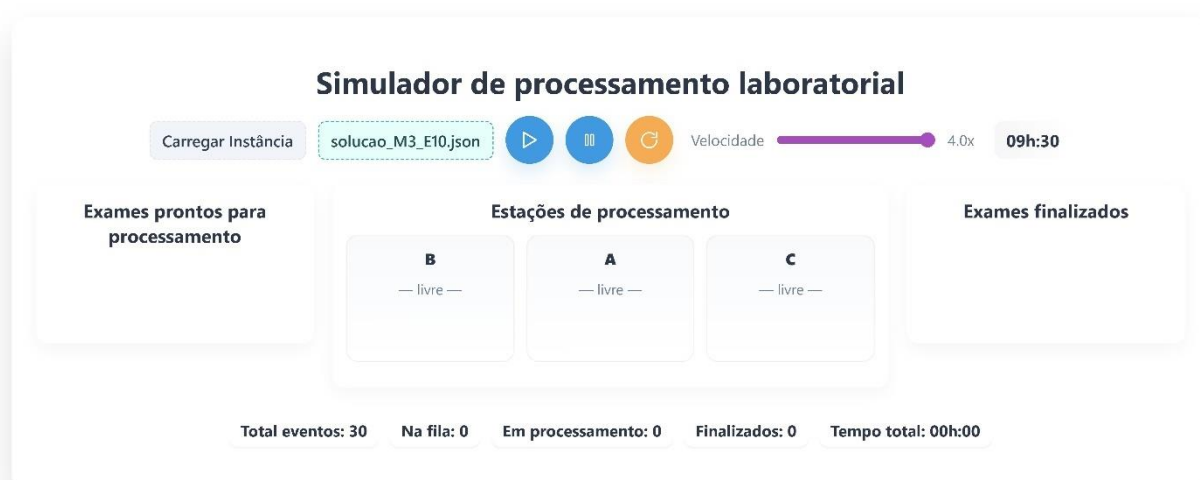 Simulador de processamento laboratorial
Carregar Instância
solucao_M3_E10.json
Velocidade
4.0x
09h:30
Exames prontos para
processamento
Estações de processamento
B
— livre —
A
— livre —
C
— livre —
Exames finalizados
Total eventos: 30
Na fila: 0
Em processamento: 0
Finalizados: 0
Tempo total: 00h:00